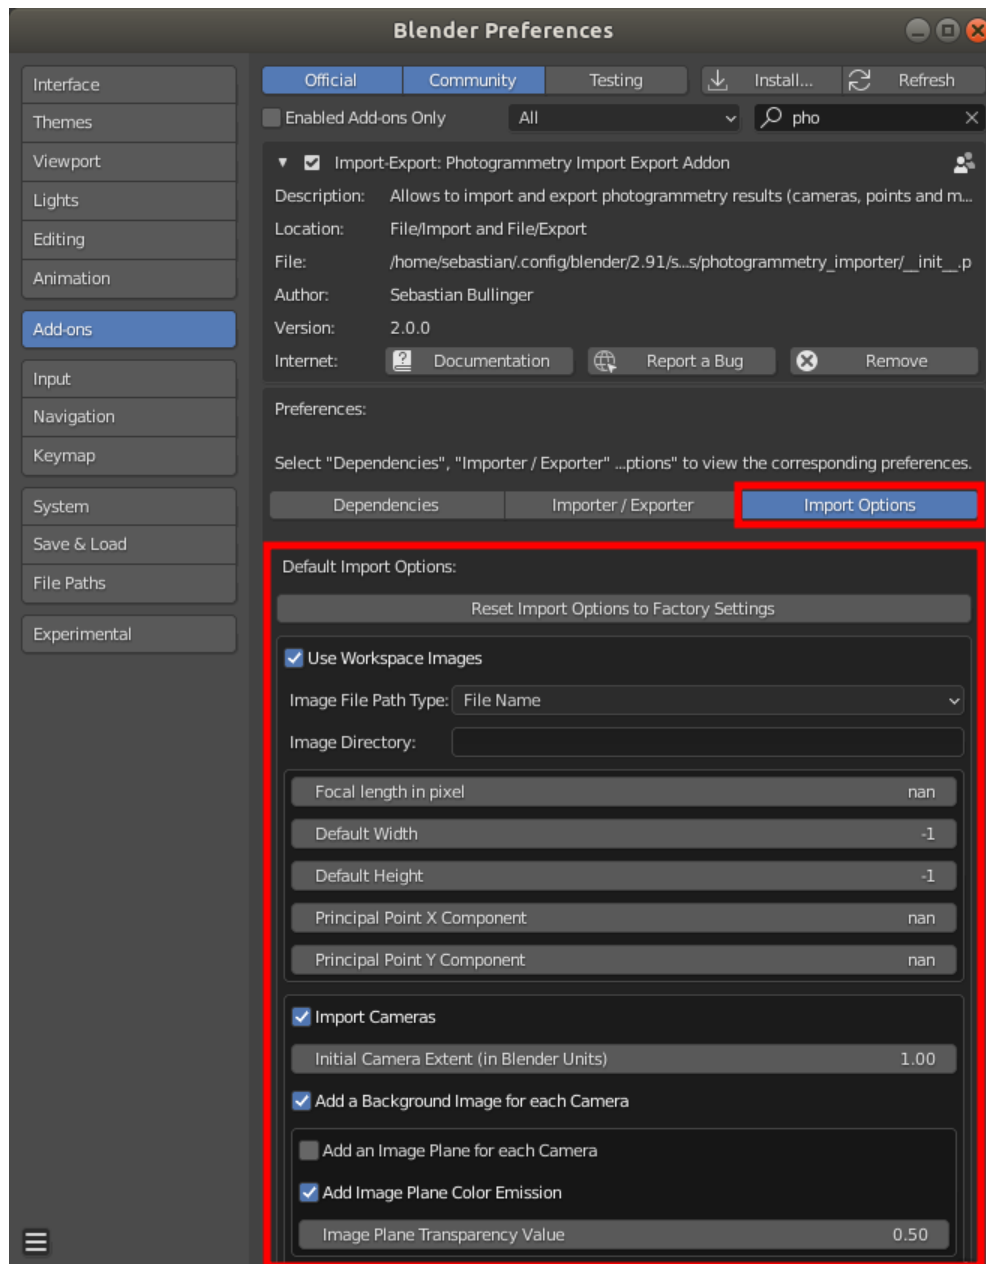 Blender Preferences
Interface
Themes
Viewport
Lights
Editing
Animation
Add-ons
Input
Navigation
Keymap
System
Save & Load
File Paths
Experimental
Official Community Testing Install... Refresh
Enabled Add-ons Only All pho
Import-Export: Photogrammetry Import Export Addon
Description: Allows to import and export photogrammetry results (cameras, points and m...
Location: File/Import and File/Export
File: /home/sebastian/.config/blender/2.91/s...s/photogrammetry_importer/__init__.p
Author: Sebastian Bullinger
Version: 2.0.0
Internet: Documentation Report a Bug Remove
Preferences:
Select "Dependencies", "Importer / Exporter" ...ptions" to view the corresponding preferences.
Dependencies Importer / Exporter Import Options
Default Import Options:
Reset Import Options to Factory Settings
Use Workspace Images
Image File Path Type: File Name
Image Directory:
Focal length in pixel nan
Default Width -1
Default Height -1
Principal Point X Component nan
Principal Point Y Component nan
Import Cameras
Initial Camera Extent (in Blender Units) 1.00
Add a Background Image for each Camera
Add an Image Plane for each Camera
Add Image Plane Color Emission
Image Plane Transparency Value 0.50